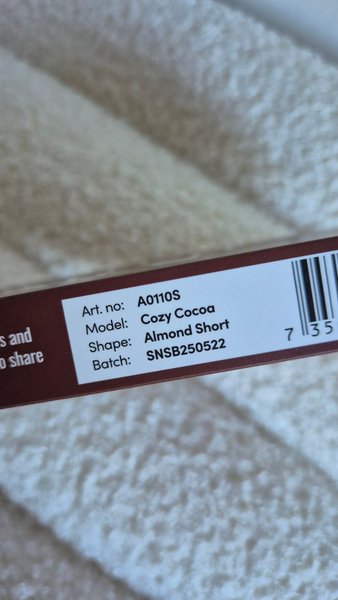 s and
o share
Art. no: A0110S
Model: Cozy Cocoa
Shape: Almond Short
Batch: SNSB250522
7 35